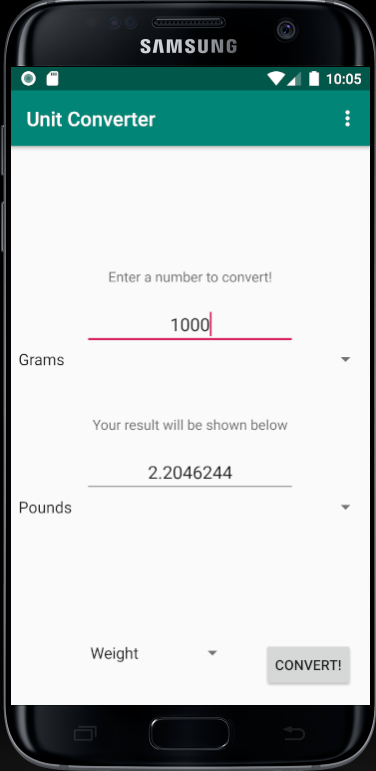 SAMSUNG
10:05
Unit Converter
Enter a number to convert!
1000
Grams
Your result will be shown below
2.2046244
Pounds
Weight
CONVERT!